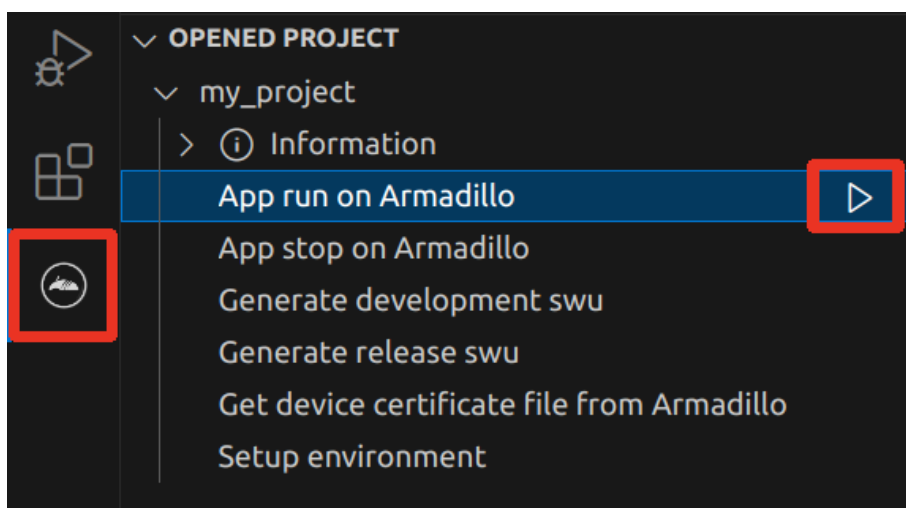 OPENED PROJECT
my_project
Information
App run on Armadillo
App stop on Armadillo
Generate development swu
Generate release swu
Get device certificate file from Armadillo
Setup environment